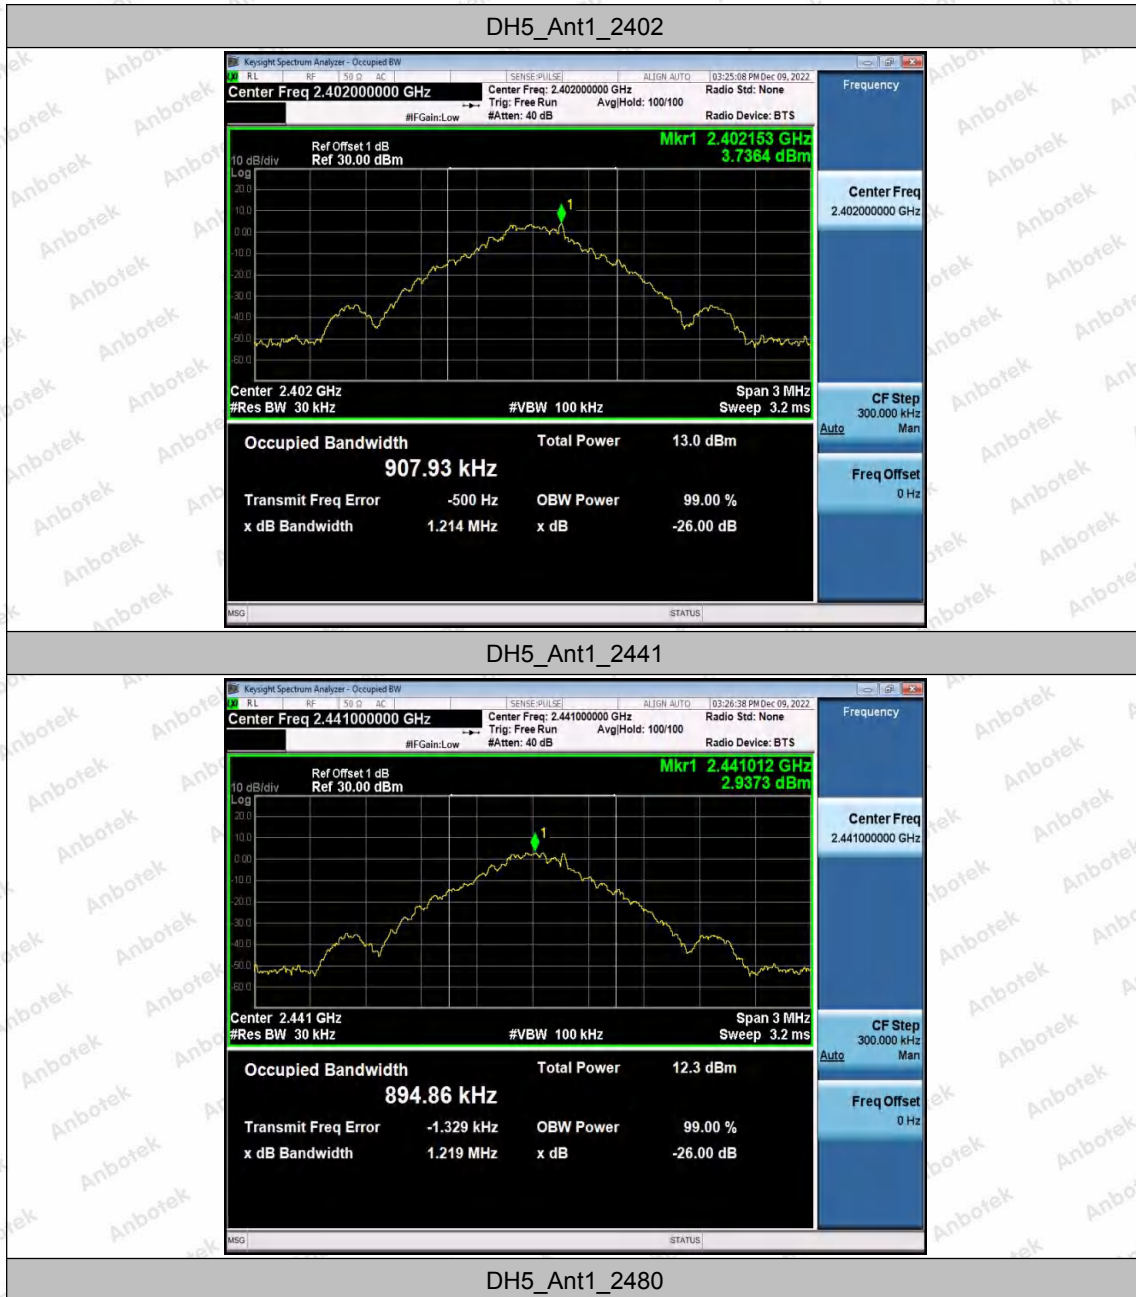 DH5_Ant1_2402
Keysight Spectrum Analyzer - Occupied BW
RL RF 50 Ω AC SENSE:PULSE ALIGN AUTO 03:25:08 PM Dec 09, 2022
Center Freq 2.402000000 GHz Center Freq: 2.402000000 GHz Radio Std: None
Trig: Free Run Avg|Hold: 100/100
#IFGain:Low #Atten: 40 dB Radio Device: BTS
Frequency
Mkr1 2.402153 GHz
3.7364 dBm
Ref Offset 1 dB
10 dB/div Ref 30.00 dBm
Log
20.0
10.0
0.00
-10.0
-20.0
-30.0
-40.0
-50.0
-60.0
1
Center 2.402 GHz Span 3 MHz
#Res BW 30 kHz #VBW 100 kHz Sweep 3.2 ms
Center Freq
2.402000000 GHz
CF Step
300.000 kHz
Auto Man
Freq Offset
0 Hz
Occupied Bandwidth Total Power 13.0 dBm
907.93 kHz
Transmit Freq Error -500 Hz OBW Power 99.00 %
x dB Bandwidth 1.214 MHz x dB -26.00 dB
MSG STATUS
DH5_Ant1_2441
Keysight Spectrum Analyzer - Occupied BW
RL RF 50 Ω AC SENSE:PULSE ALIGN AUTO 03:26:38 PM Dec 09, 2022
Center Freq 2.441000000 GHz Center Freq: 2.441000000 GHz Radio Std: None
Trig: Free Run Avg|Hold: 100/100
#IFGain:Low #Atten: 40 dB Radio Device: BTS
Frequency
Mkr1 2.441012 GHz
2.9373 dBm
Ref Offset 1 dB
10 dB/div Ref 30.00 dBm
Log
20.0
10.0
0.00
-10.0
-20.0
-30.0
-40.0
-50.0
-60.0
1
Center 2.441 GHz Span 3 MHz
#Res BW 30 kHz #VBW 100 kHz Sweep 3.2 ms
Center Freq
2.441000000 GHz
CF Step
300.000 kHz
Auto Man
Freq Offset
0 Hz
Occupied Bandwidth Total Power 12.3 dBm
894.86 kHz
Transmit Freq Error -1.329 kHz OBW Power 99.00 %
x dB Bandwidth 1.219 MHz x dB -26.00 dB
MSG STATUS
DH5_Ant1_2480
Anbotek